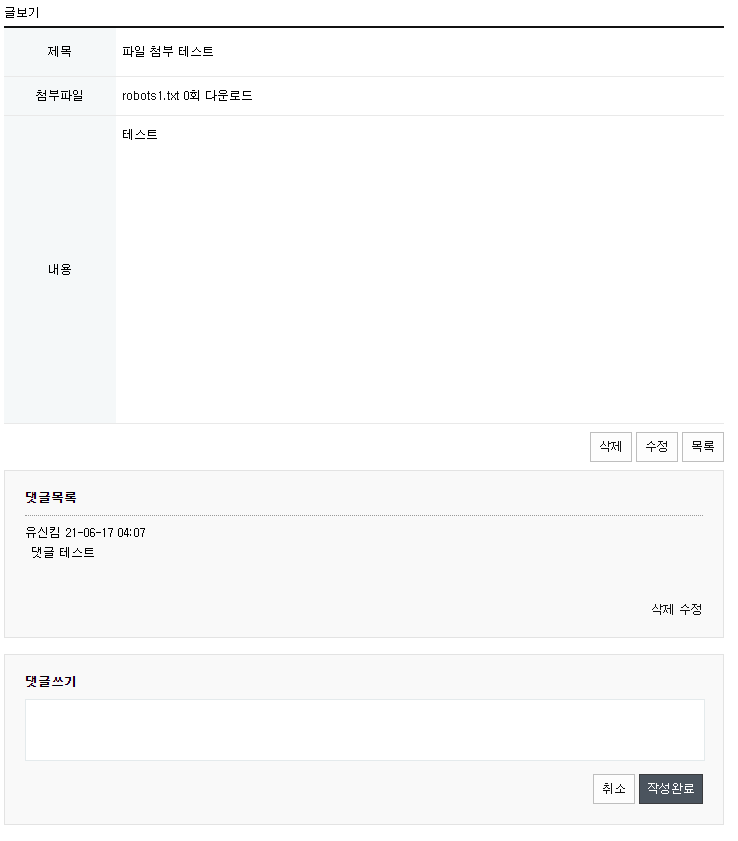 글보기
제목 파일 첨부 테스트
첨부파일 robots1.txt 0회 다운로드
테스트
내용
삭제 수정 목록
댓글목록
유신킴 21-06-17 04:07
댓글 테스트
삭제 수정
댓글쓰기
취소 작성완료